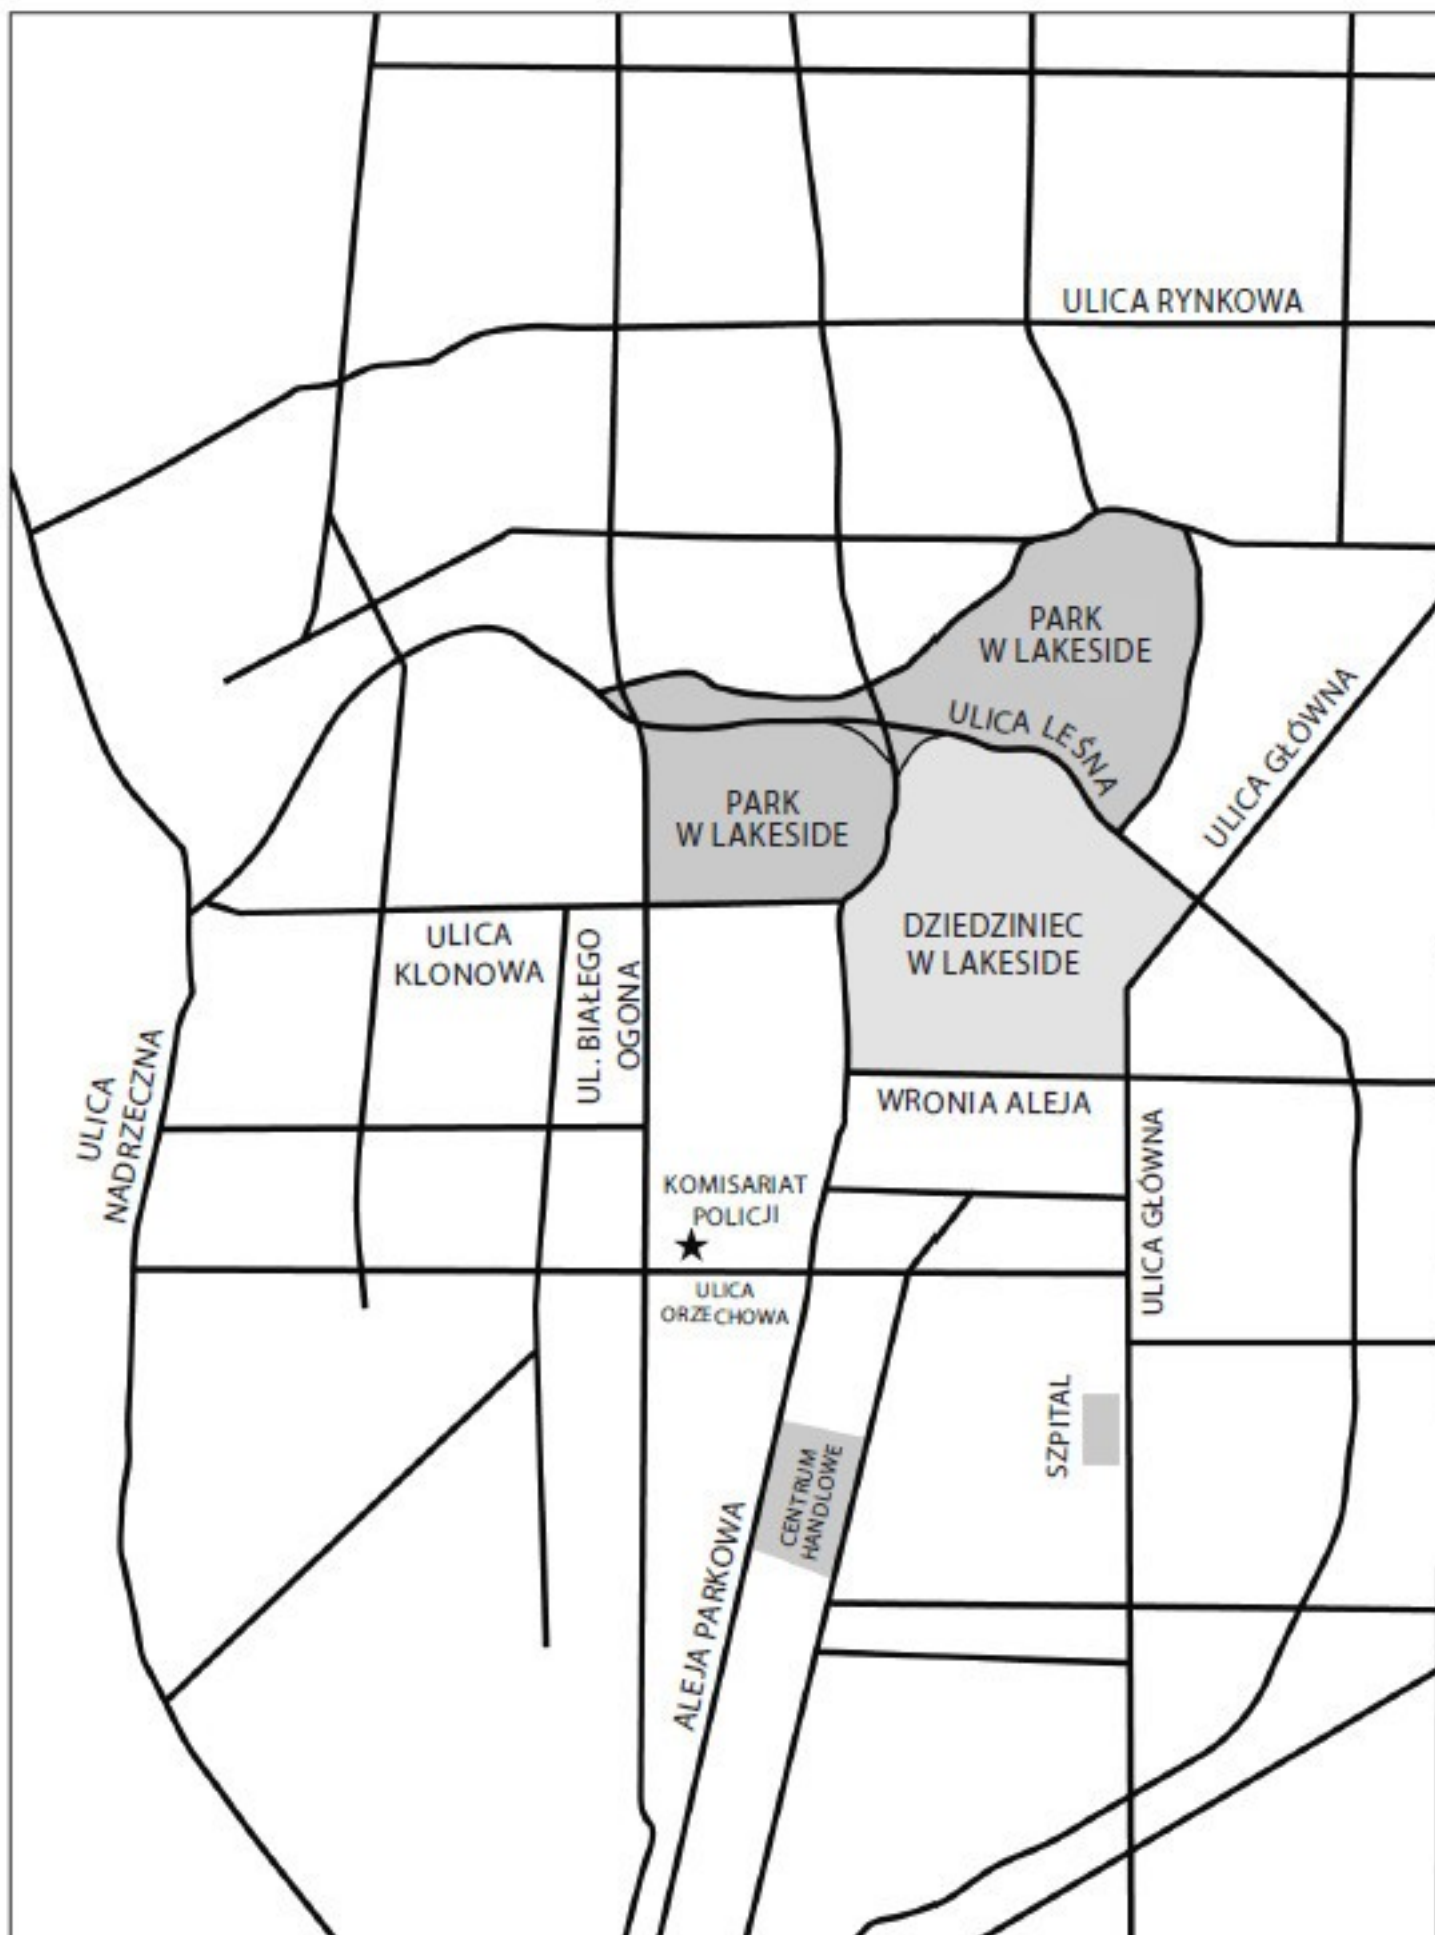 ULICA RYNKOWA
PARK
W LAKESIDE
ULICA LEŚNA
ULICA GŁÓWNA
PARK
W LAKESIDE
DZIEDZINIEC
W LAKESIDE
ULICA
KLONOWA
UL. BIAŁEGO
OGONA
ULICA
NADRZECZNA
WRONIA ALEJA
KOMISARIAT
POLICJI
ULICA GŁÓWNA
ULICA
ORZECHOWA
SZPITAL
CENTRUM
HANDLOWE
ALEJA PARKOWA